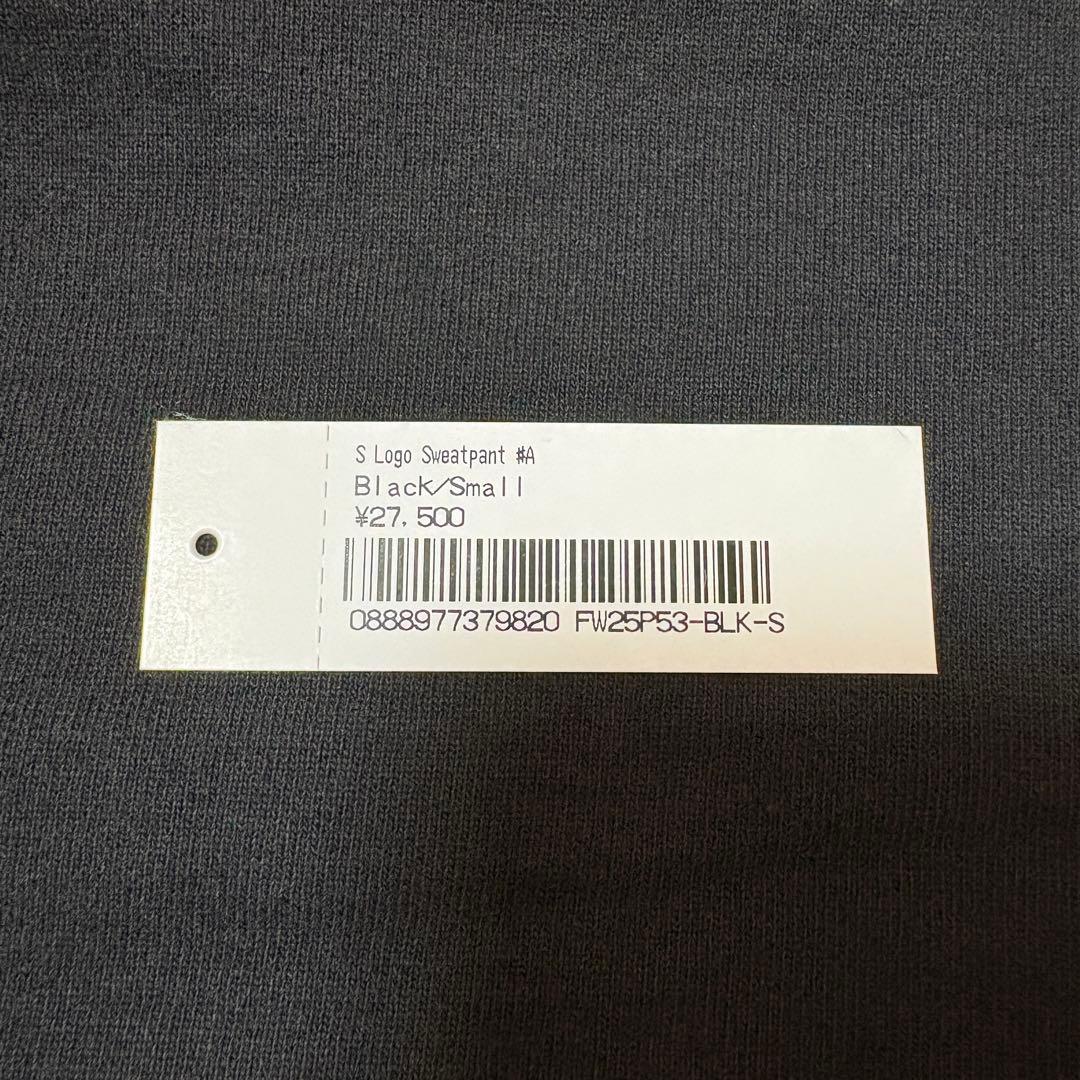 S Logo Sweatpant #A
Black/Small
¥27,500
0888977379820 FW25P53-BLK-S